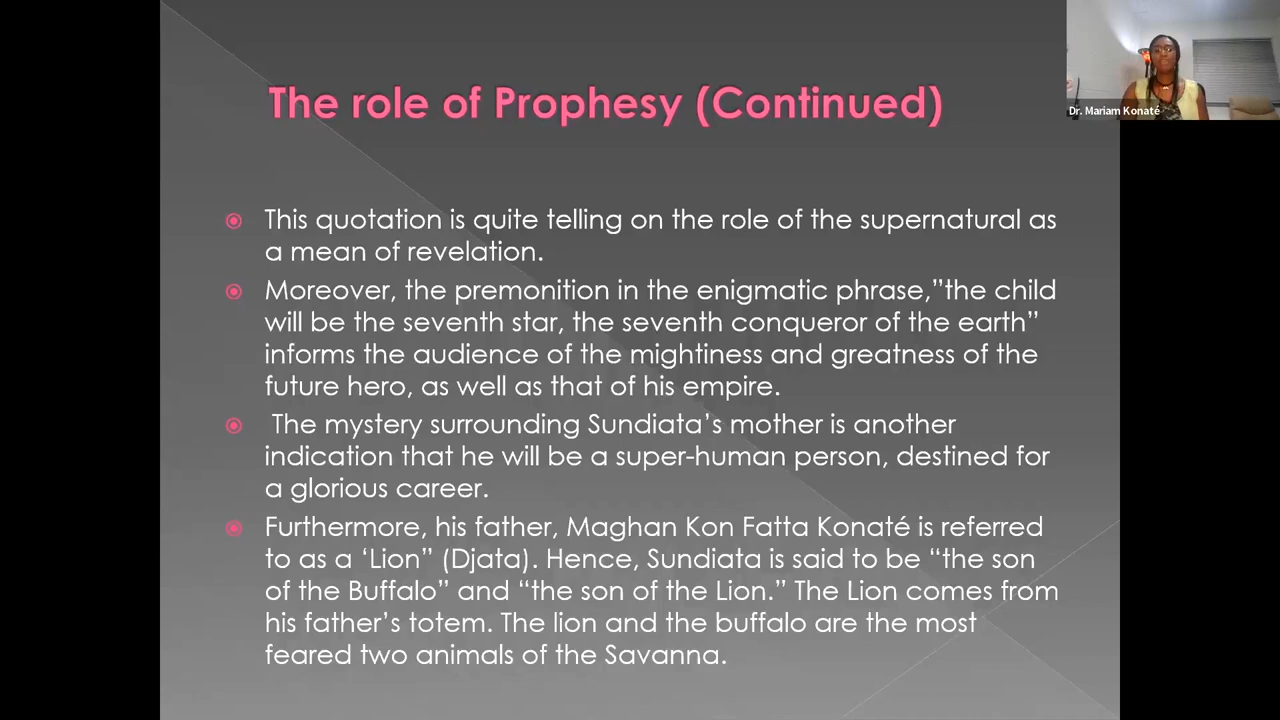 The role of Prophesy (Continued)
Dr. Mariam Konaté
This quotation is quite telling on the role of the supernatural as
a mean of revelation.
Moreover, the premonition in the enigmatic phrase,”the child
will be the seventh star, the seventh conqueror of the earth”
informs the audience of the mightiness and greatness of the
future hero, as well as that of his empire.
The mystery surrounding Sundiata’s mother is another
indication that he will be a super-human person, destined for
a glorious career.
Furthermore, his father, Maghan Kon Fatta Konaté is referred
to as a ‘Lion” (Djata). Hence, Sundiata is said to be “the son
of the Buffalo” and “the son of the Lion.” The Lion comes from
his father’s totem. The lion and the buffalo are the most
feared two animals of the Savanna.